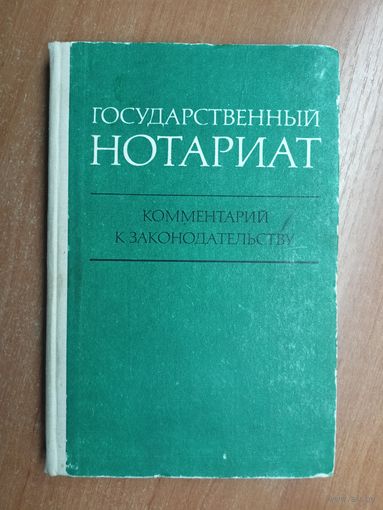 ГОСУДАРСТВЕННЫЙ
НОТАРИАТ
КОММЕНТАРИЙ
К ЗАКОНОДАТЕЛЬСТВУ